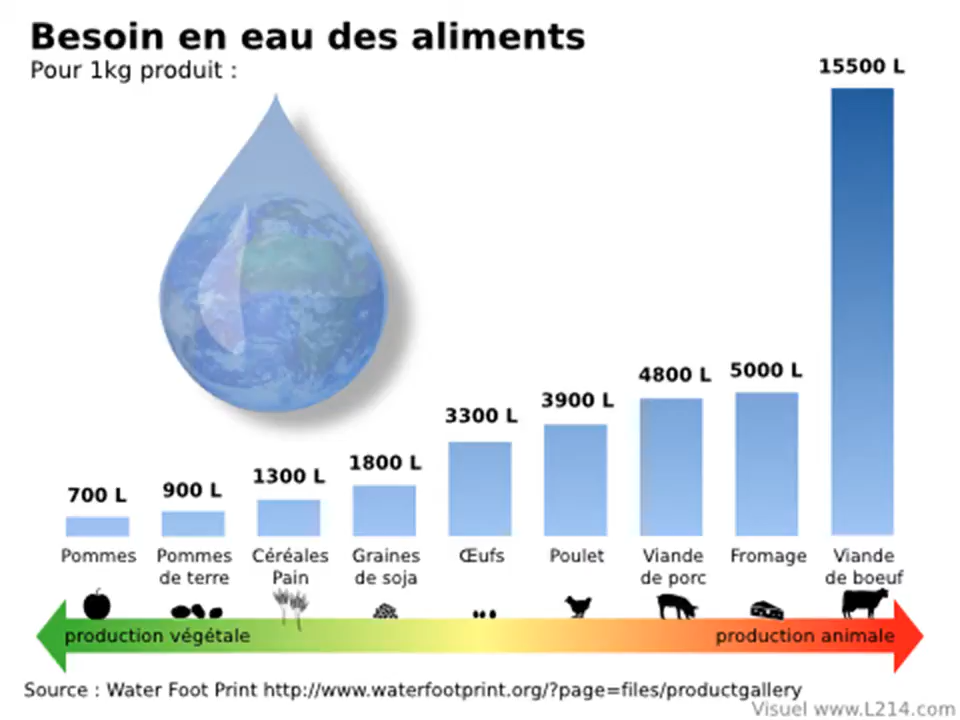 Besoin en eau des aliments
Pour 1kg produit :
15500 L
5000 L
4800 L
3900 L
3300 L
1800 L
1300 L
900 L
700 L
Pommes
Pommes
de terre
Céréales
Pain
Graines
de soja
Œufs
Poulet
Viande
de porc
Fromage
Viande
de boeuf
production végétale
production animale
Source : Water Foot Print http://www.waterfootprint.org/?page=files/productgallery
Visuel www.L214.com